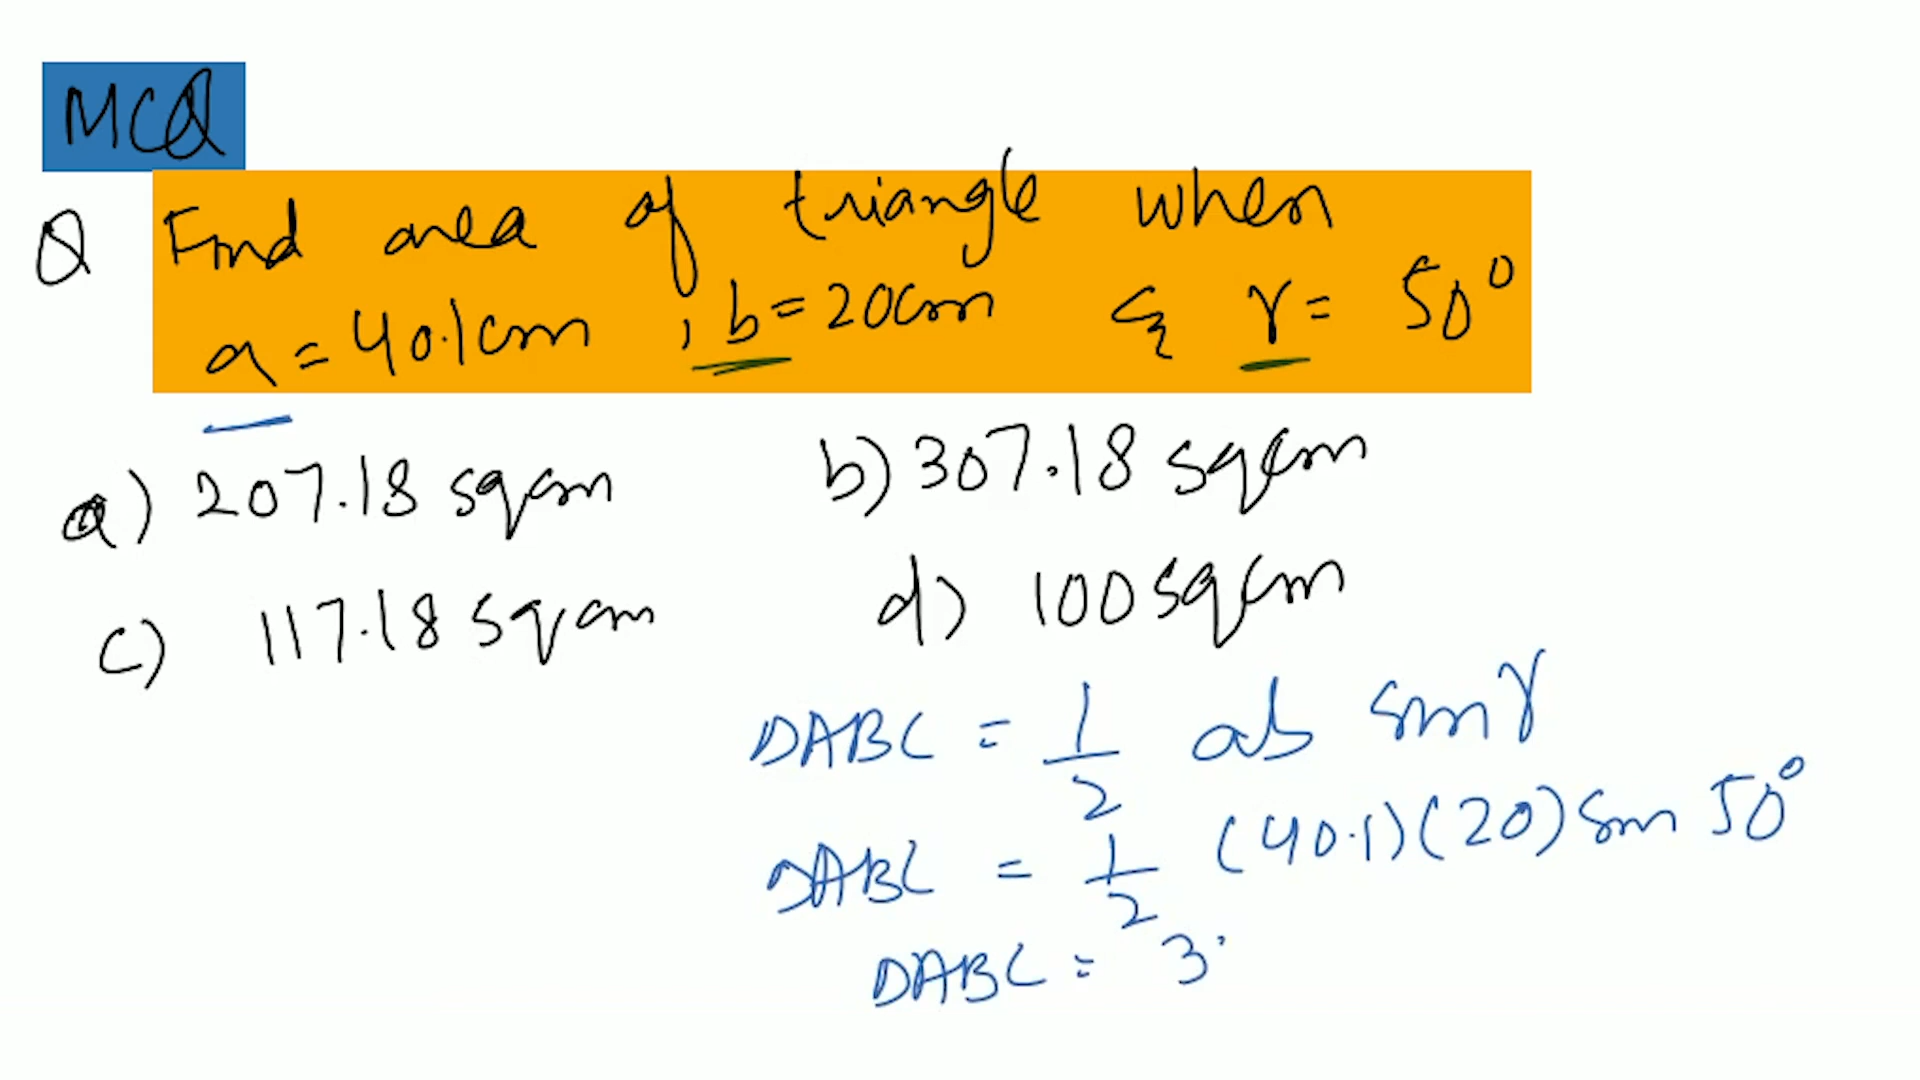 MCQ
Q Find area of triangle when
a = 40.1cm , b = 20cm & γ = 50°
a) 207.18 sqcm b) 307.18 sqcm
c) 117.18 sqcm d) 100 sqcm
ΔABC = 1/2 ab sinγ
ΔABC = 1/2 (40.1)(20) sin 50°
ΔABC = 3